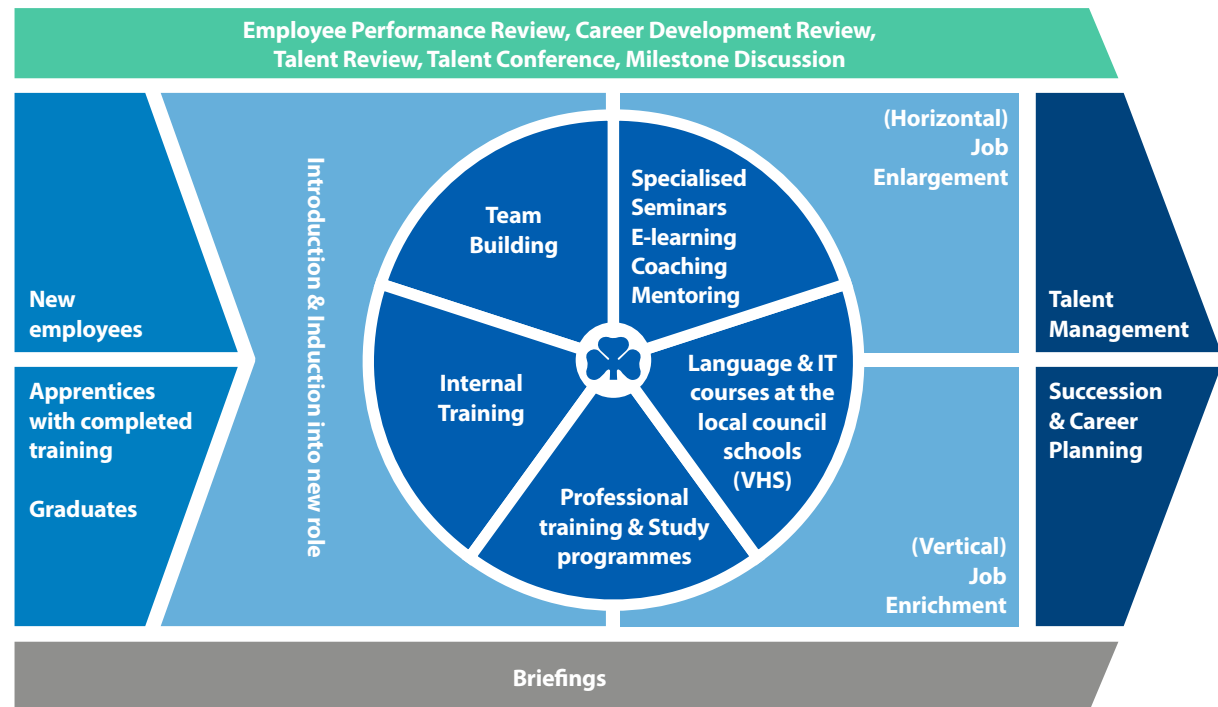 Employee Performance Review, Career Development Review,
Talent Review, Talent Conference, Milestone Discussion
New
employees
Apprentices
with completed
training
Graduates
Introduction & Induction into new role
Team
Building
Specialised
Seminars
E-learning
Coaching
Mentoring
Internal
Training
Language & IT
courses at the
local council
schools
(VHS)
Professional
training & Study
programmes
(Horizontal)
Job
Enlargement
(Vertical)
Job
Enrichment
Talent
Management
Succession
& Career
Planning
Briefings